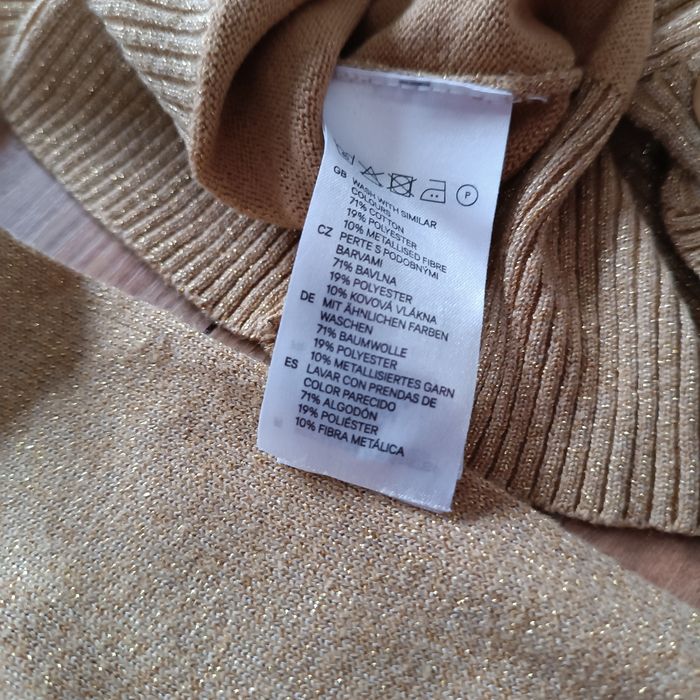 P
GB WASH WITH SIMILAR
COLOURS
71% COTTON
19% POLYESTER
10% METALLISED FIBRE
CZ PERTE S PODOBNÝMI
BARVAMI
71% BAVLNA
19% POLYESTER
10% KOVOVÁ VLÁKNA
DE MIT ÄHNLICHEN FARBEN
WASCHEN
71% BAUMWOLLE
19% POLYESTER
10% METALLISIERTES GARN
ES LAVAR CON PRENDAS DE
COLOR PARECIDO
71% ALGODÓN
19% POLIÉSTER
10% FIBRA METÁLICA